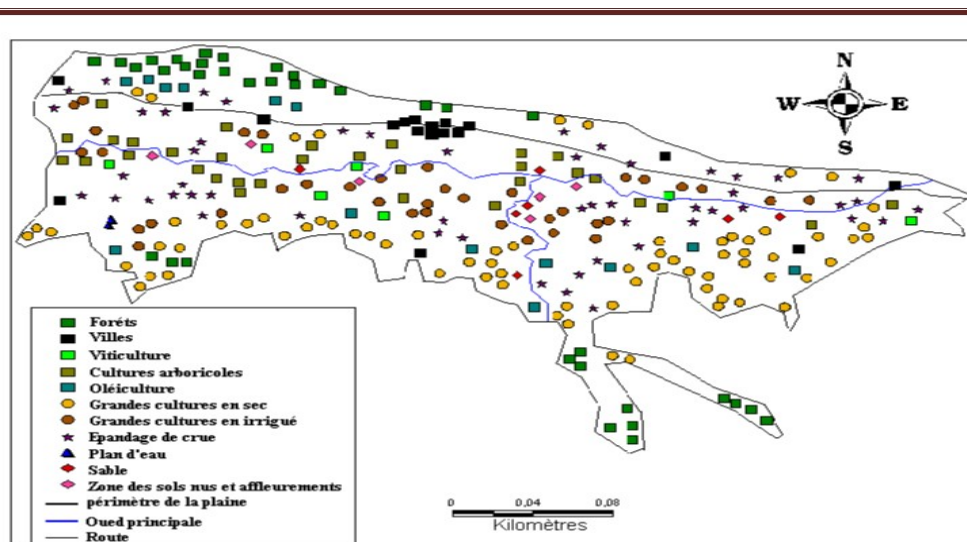 N
W E
S
Foréts
Villes
Viticulture
Cultures arboricoles
Oléiculture
Grandes cultures en sec
Grandes cultures en irrigué
Epandage de crue
Plan d'eau
Sable
Zone des sols nus et affleurements
périmètre de la plaine
Oued principale
Route
0 0,04 0,08
Kilomètres